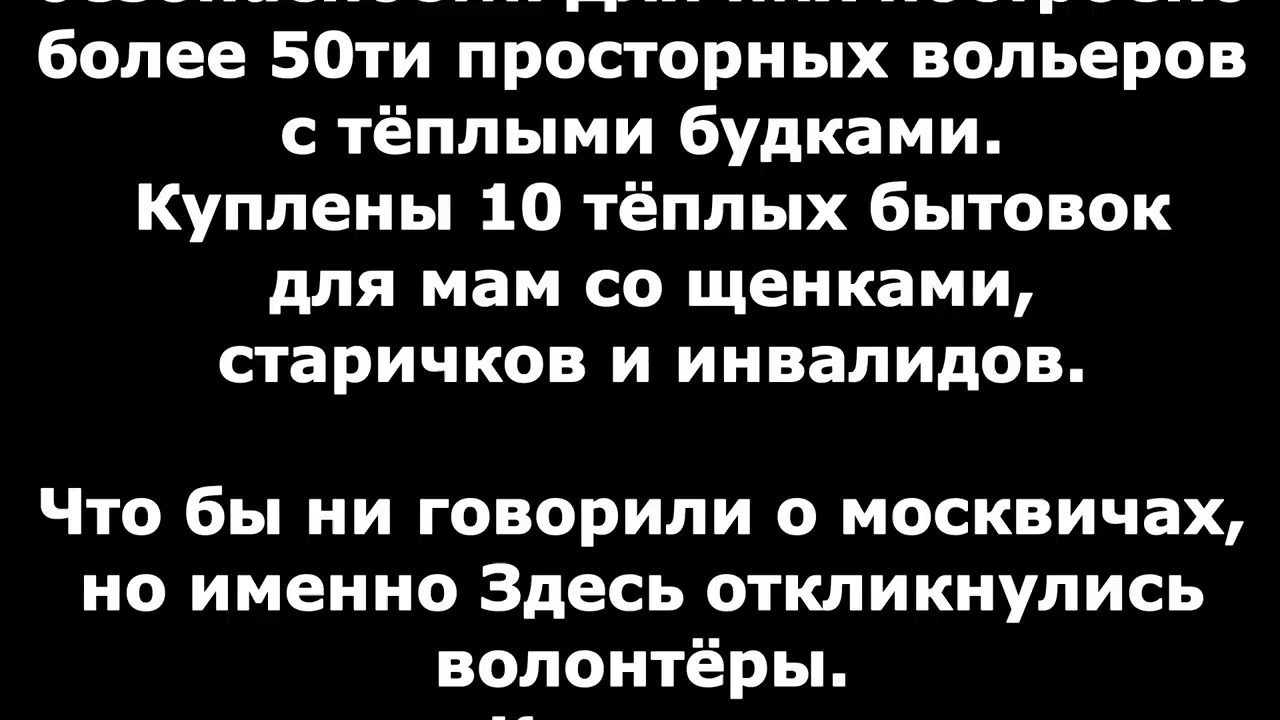 более 50ти просторных вольеров
с тёплыми будками.
Куплены 10 тёплых бытовок
для мам со щенками,
старичков и инвалидов.
Что бы ни говорили о москвичах,
но именно Здесь откликнулись
волонтёры.